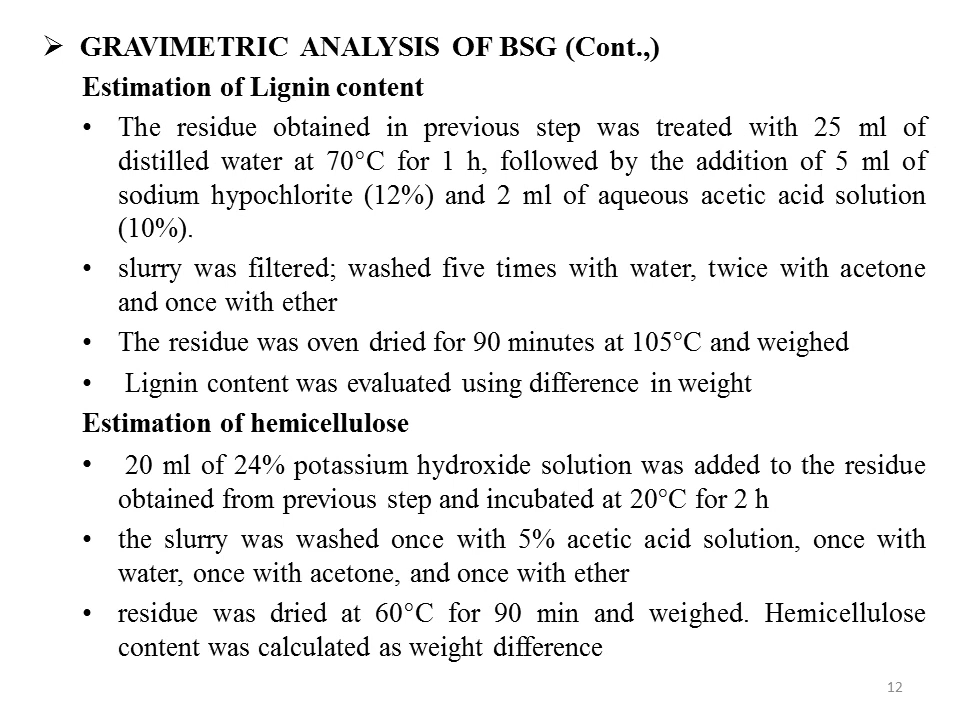 ➢ GRAVIMETRIC ANALYSIS OF BSG (Cont.,)
Estimation of Lignin content
• The residue obtained in previous step was treated with 25 ml of
distilled water at 70°C for 1 h, followed by the addition of 5 ml of
sodium hypochlorite (12%) and 2 ml of aqueous acetic acid solution
(10%).
• slurry was filtered; washed five times with water, twice with acetone
and once with ether
• The residue was oven dried for 90 minutes at 105°C and weighed
• Lignin content was evaluated using difference in weight
Estimation of hemicellulose
• 20 ml of 24% potassium hydroxide solution was added to the residue
obtained from previous step and incubated at 20°C for 2 h
• the slurry was washed once with 5% acetic acid solution, once with
water, once with acetone, and once with ether
• residue was dried at 60°C for 90 min and weighed. Hemicellulose
content was calculated as weight difference
12